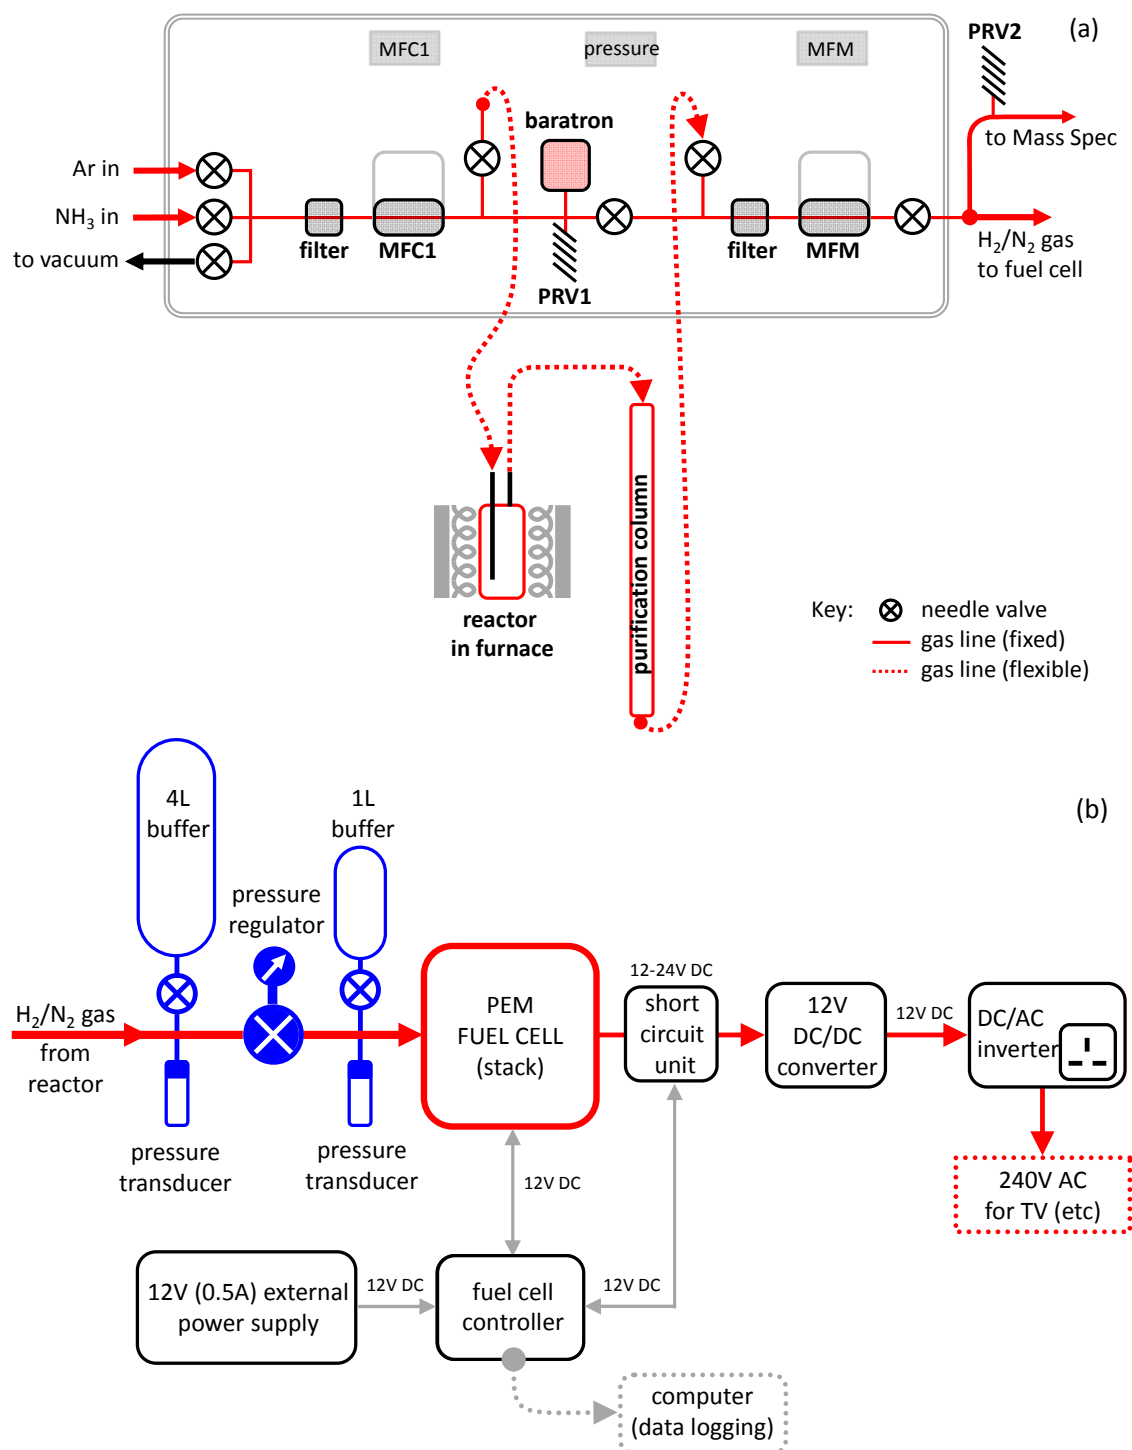 PRV2
(a)
MFC1
pressure
MFM
baratron
to Mass Spec
Ar in
NH₃ in
to vacuum
filter
MFC1
PRV1
filter
MFM
H₂/N₂ gas
to fuel cell
purification column
reactor
in furnace
Key:
needle valve
gas line (fixed)
gas line (flexible)
(b)
4L
buffer
1L
buffer
pressure
regulator
H₂/N₂ gas
from
reactor
pressure
transducer
pressure
transducer
PEM
FUEL CELL
(stack)
12-24V DC
short
circuit
unit
12V
DC/DC
converter
12V DC
DC/AC
inverter
240V AC
for TV (etc)
12V DC
12V (0.5A) external
power supply
12V DC
fuel cell
controller
12V DC
computer
(data logging)